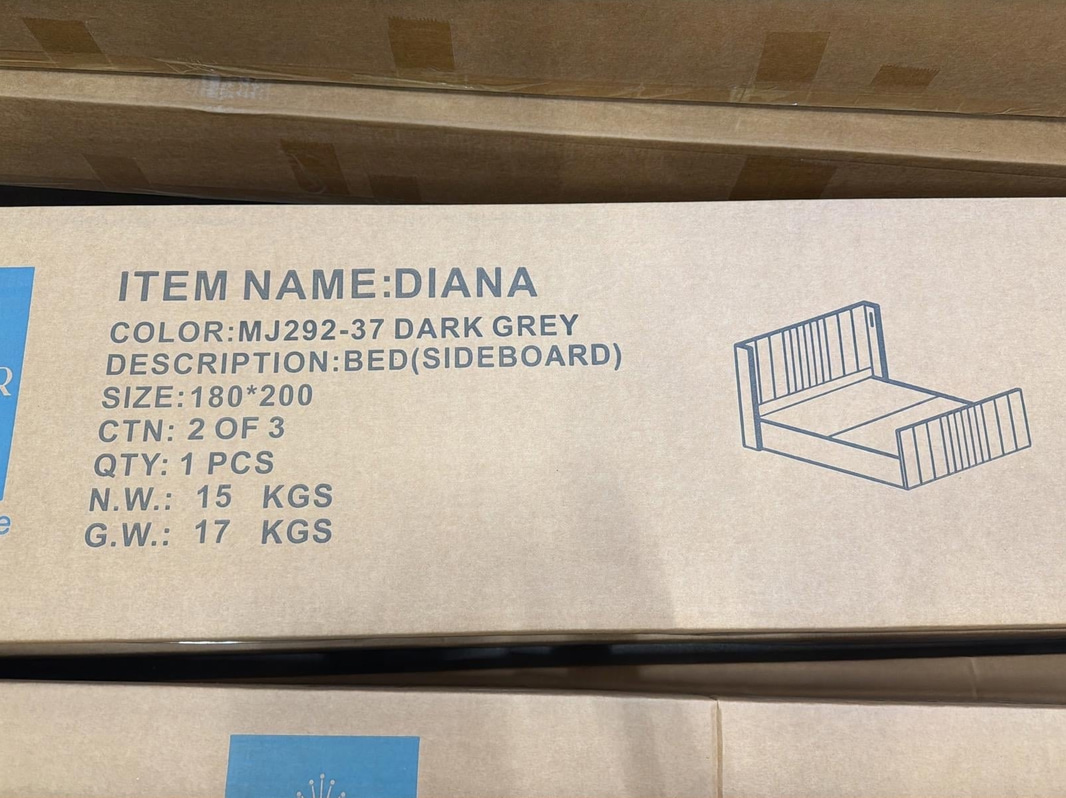 ITEM NAME:DIANA
COLOR:MJ292-37 DARK GREY
DESCRIPTION:BED(SIDEBOARD)
SIZE:180*200
CTN: 2 OF 3
QTY: 1 PCS
N.W.: 15 KGS
G.W.: 17 KGS